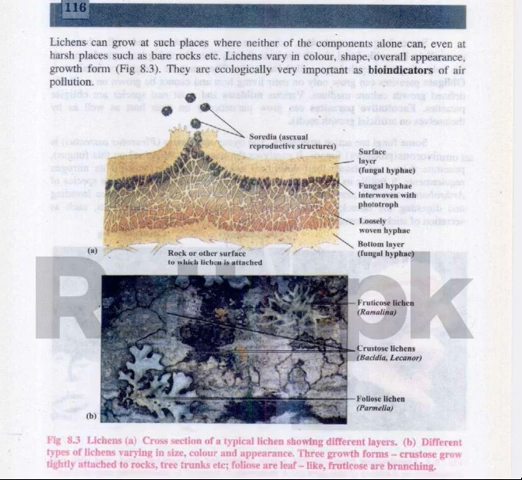 116
Lichens can grow at such places where neither of the components alone can, even at
harsh places such as bare rocks etc. Lichens vary in colour, shape, overall appearance,
growth form (Fig 8.3). They are ecologically very important as bioindicators of air
pollution.
Soredia (asexual
reproductive structures)
Surface
layer
(fungal hyphae)
Fungal hyphae
interwoven with
phototroph
Loosely
woven hyphae
Bottom layer
(fungal hyphae)
(a)
Rock or other surface
to which lichen is attached
Fruticose lichen
(Ramalina)
Crustose lichens
(Bacidia, Lecanor)
Foliose lichen
(Parmelia)
(b)
Fig 8.3 Lichens (a) Cross section of a typical lichen showing different layers. (b) Different
types of lichens varying in size, colour and appearance. Three growth forms – crustose grow
tightly attached to rocks, tree trunks etc; foliose are leaf – like, fruticose are branching.